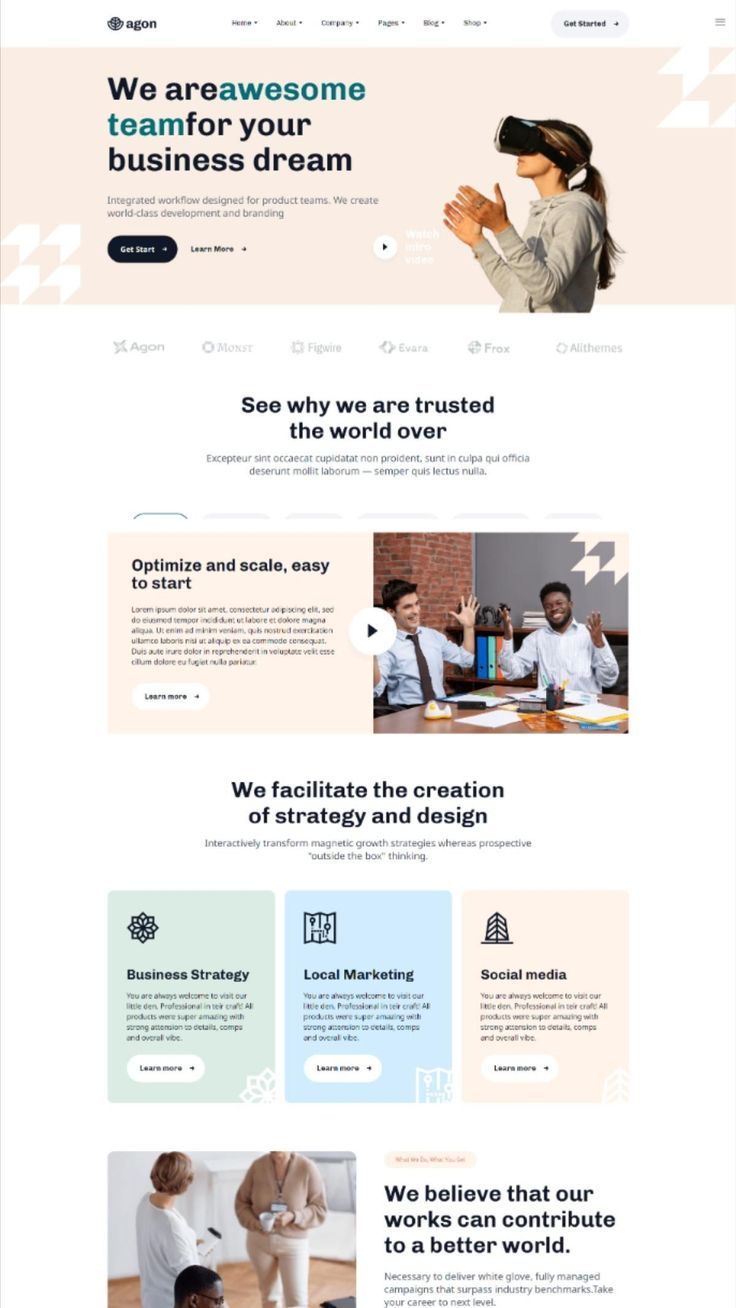 agon
Home
About
Company
Pages
Blog
Shop
Get Started
We areawesome
teamfor your
business dream
Integrated workflow designed for product teams. We create
world-class development and branding
Get Start
Learn More
Watch
intro
video
Agon
Monst
Figwire
Evara
Frox
Alithemes
See why we are trusted
the world over
Excepteur sint occaecat cupidatat non proident, sunt in culpa qui officia
deserunt mollit laborum — semper quis lectus nulla.
Optimize and scale, easy
to start
Lorem ipsum dolor sit amet, consectetur adipiscing elit, sed
do eiusmod tempor incididunt ut labore et dolore magna
aliqua. Ut enim ad minim veniam, quis nostrud exercitation
ullamco laboris nisi ut aliquip ex ea commodo consequat.
Duis aute irure dolor in reprehenderit in voluptate velit esse
cillum dolore eu fugiat nulla pariatur.
Learn more
We facilitate the creation
of strategy and design
Interactively transform magnetic growth strategies whereas prospective
"outside the box" thinking.
Business Strategy
You are always welcome to visit our
little den. Professional in teir craft! All
products were super amazing with
strong attension to details, comps
and overall vibe.
Learn more
Local Marketing
You are always welcome to visit our
little den. Professional in teir craft! All
products were super amazing with
strong attension to details, comps
and overall vibe.
Learn more
Social media
You are always welcome to visit our
little den. Professional in teir craft! All
products were super amazing with
strong attension to details, comps
and overall vibe.
Learn more
What We Do, What You Get
We believe that our
works can contribute
to a better world.
Necessary to deliver white glove, fully managed
campaigns that surpass industry benchmarks.Take
your career to next level.